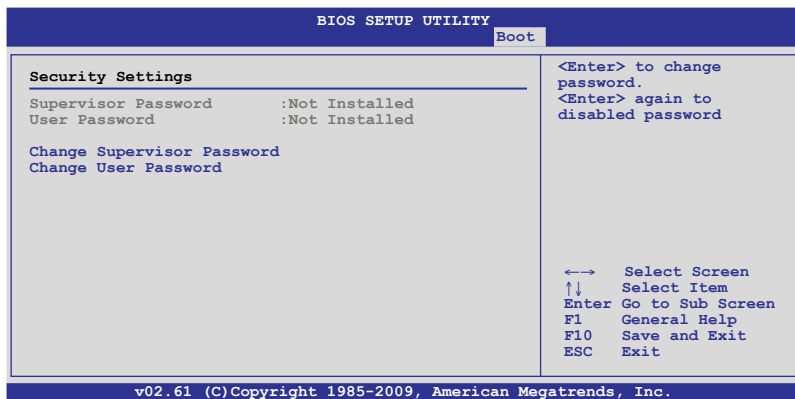 BIOS SETUP UTILITY
Boot
Security Settings
Supervisor Password :Not Installed
User Password :Not Installed
Change Supervisor Password
Change User Password
<Enter> to change
password.
<Enter> again to
disabled password
←→ Select Screen
↑↓ Select Item
Enter Go to Sub Screen
F1 General Help
F10 Save and Exit
ESC Exit
v02.61 (C)Copyright 1985-2009, American Megatrends, Inc.